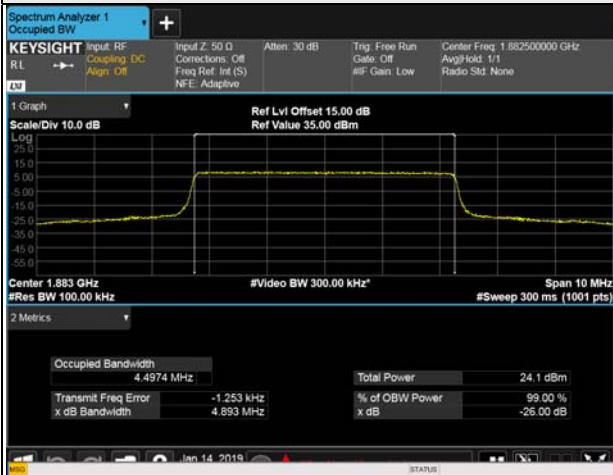 Spectrum Analyzer 1
Occupied BW
+
KEYSIGHT Input: RF Input Z: 50 Ω Atten: 30 dB Trig: Free Run Center Freq: 1.882500000 GHz
RL Coupling: DC Corrections: Off Gate: Off Avg|Hold: 1/1
Align: Off Freq Ref: Int (S) #IF Gain: Low Radio Std: None
LXI NFE: Adaptive
1 Graph
Ref Lvl Offset 15.00 dB
Scale/Div 10.0 dB Ref Value 35.00 dBm
Log
25.0
15.0
5.00
-5.00
-15.0
-25.0
-35.0
-45.0
-55.0
Center 1.883 GHz #Video BW 300.00 kHz* Span 10 MHz
#Res BW 100.00 kHz #Sweep 300 ms (1001 pts)
2 Metrics
Occupied Bandwidth
4.4974 MHz Total Power 24.1 dBm
Transmit Freq Error -1.253 kHz % of OBW Power 99.00 %
x dB Bandwidth 4.893 MHz x dB -26.00 dB
Jan 14, 2019
MSG STATUS